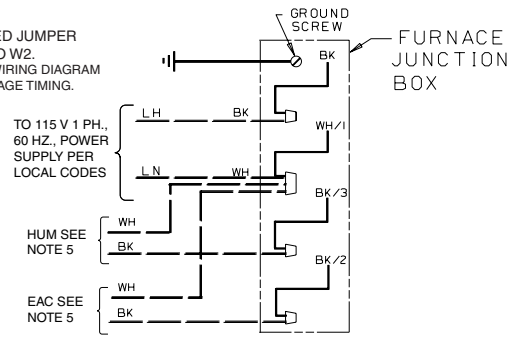 ED JUMPER
O W2.
WIRING DIAGRAM
AGE TIMING.
GROUND
SCREW
FURNACE
JUNCTION
BOX
BK
TO 115 V 1 PH.,
60 HZ., POWER
SUPPLY PER
LOCAL CODES
LH BK
WH/1
LN WH
BK/3
HUM SEE
NOTE 5
WH
BK
BK/2
EAC SEE
NOTE 5
WH
BK